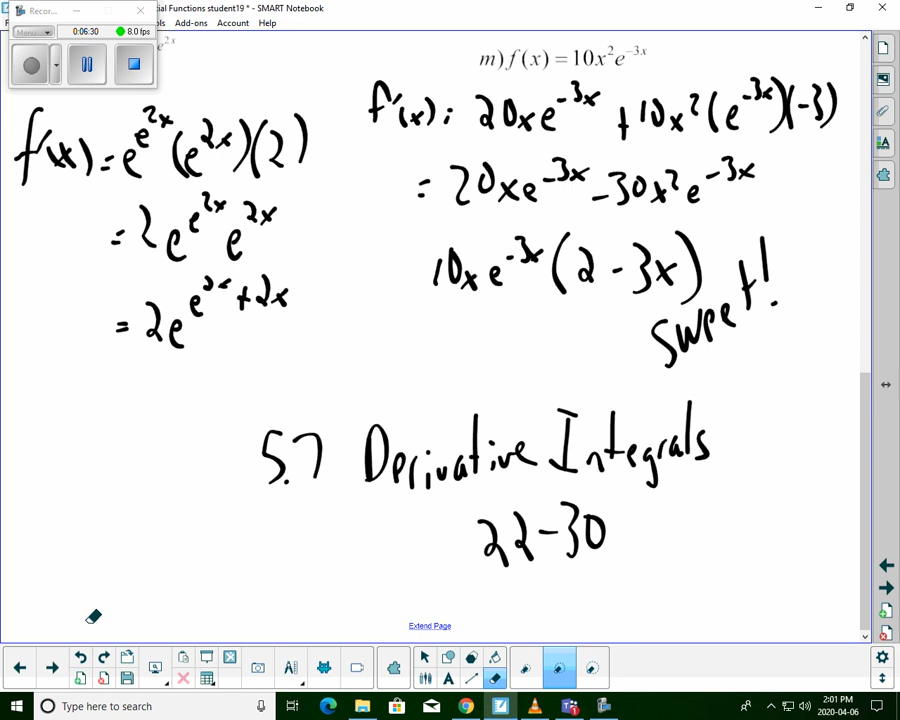 Recor...
tial Functions student19 * - SMART Notebook
Menu...
0:06:30
8.0 fps
ls Add-ons Account Help
e^{2x}
m) f(x) = 10x²e^{-3x}
f'(x) = e^{e^{2x}}(e^{2x})(2)
= 2e^{e^{2x}} e^{2x}
= 2e^{e^{2x}+2x}
f'(x) = 20xe^{-3x} + 10x²(e^{-3x})(-3)
= 20xe^{-3x} - 30x²e^{-3x}
10xe^{-3x}(2 - 3x)
Sweet!
5.7 Derivative Integrals
22-30
Extend Page
Type here to search
2:01 PM
2020-04-06